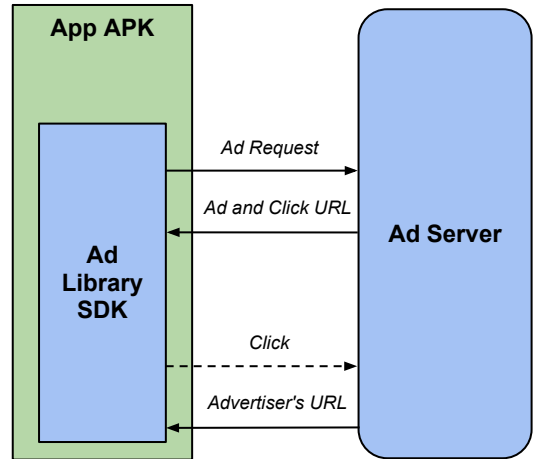 App APK
Ad Request
Ad and Click URL
Ad Server
Ad
Library
SDK
Click
Advertiser's URL